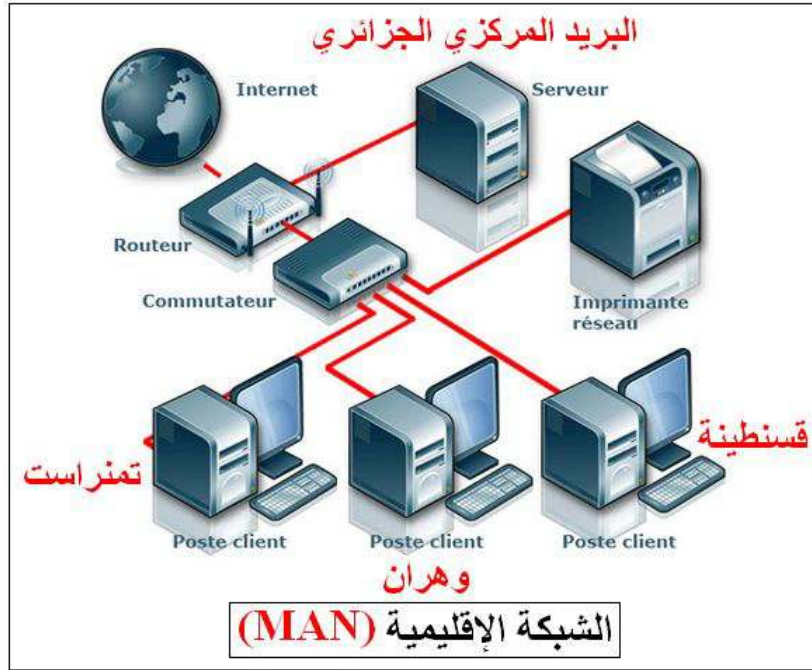 البريد المركزي الجزائري
Internet
Serveur
Routeur
Commutateur
Imprimante
réseau
قسنطينة
تمنراست
Poste client
Poste client
Poste client
وهران
الشبكة الإقليمية (MAN)